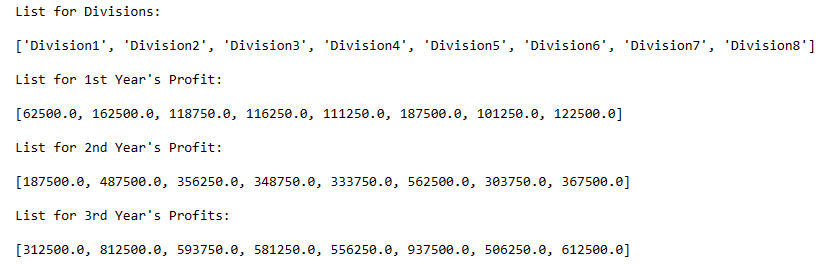 List for Divisions:
['Division1', 'Division2', 'Division3', 'Division4', 'Division5', 'Division6', 'Division7', 'Division8']
List for 1st Year's Profit:
[62500.0, 162500.0, 118750.0, 116250.0, 111250.0, 187500.0, 101250.0, 122500.0]
List for 2nd Year's Profit:
[187500.0, 487500.0, 356250.0, 348750.0, 333750.0, 562500.0, 303750.0, 367500.0]
List for 3rd Year's Profits:
[312500.0, 812500.0, 593750.0, 581250.0, 556250.0, 937500.0, 506250.0, 612500.0]